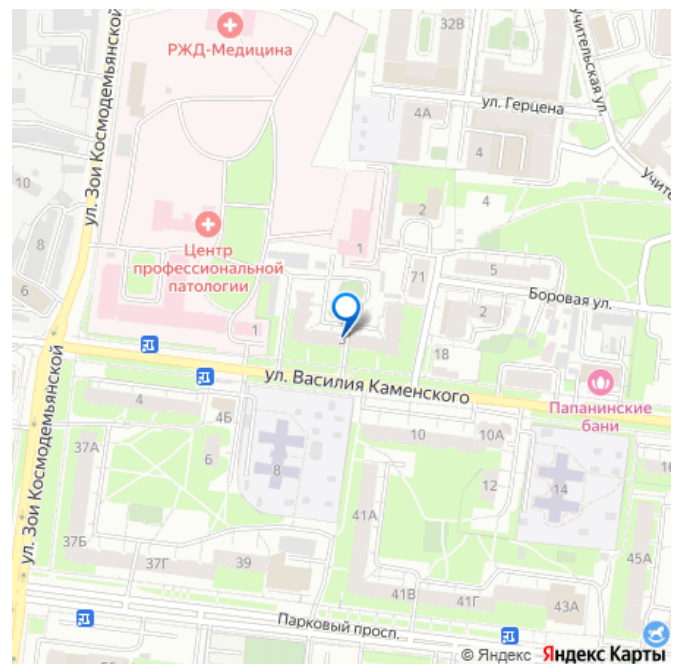 32В
РЖД-Медицина
Учительская ул.
ул. Зои Космодемьянской
ул. Герцена
4А
4
10
2
4
8
Центр
профессиональной
патологии
1
71
5
6
Боровая ул.
2
1
18
ул. Василия Каменского
Папанинские
бани
4
4Б
10
10А
37А
6
8
12
14
16
ул. Зои Космодемьянской
41А
37Б
37Г
39
45А
41В
41Г
43А
Парковый просп.
© Яндекс Яндекс Карты